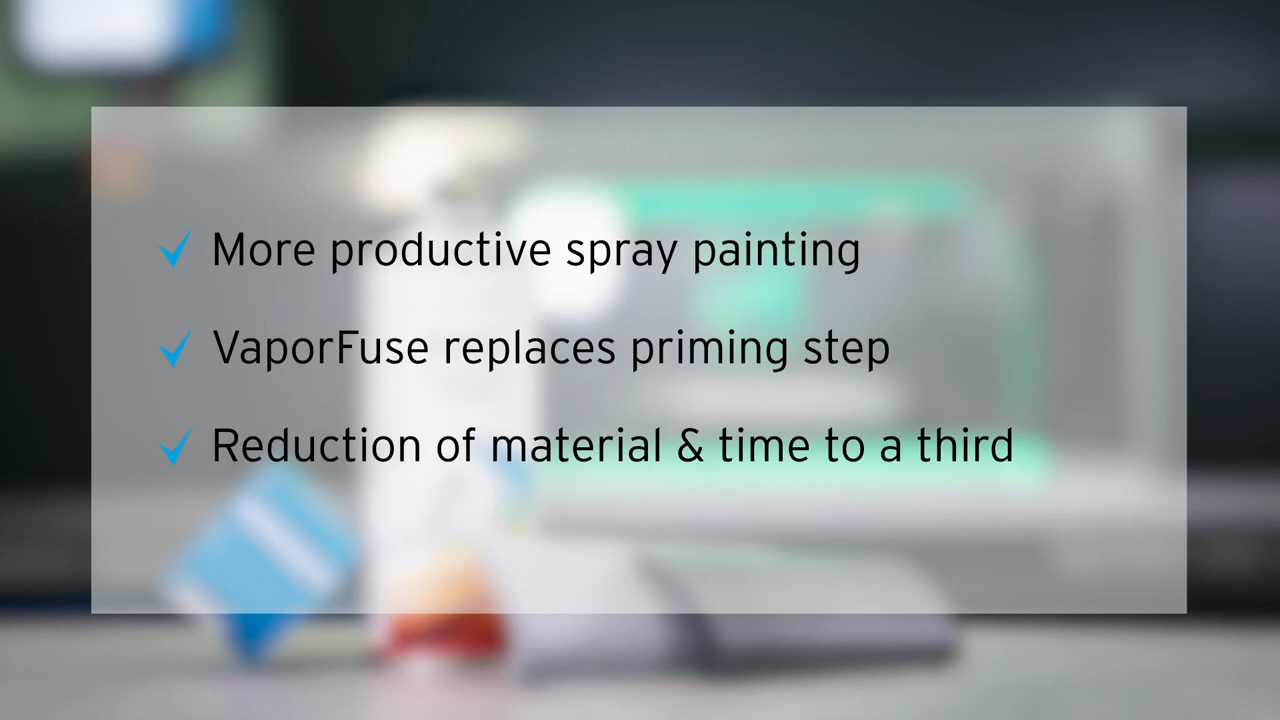 More productive spray painting
VaporFuse replaces priming step
Reduction of material & time to a third